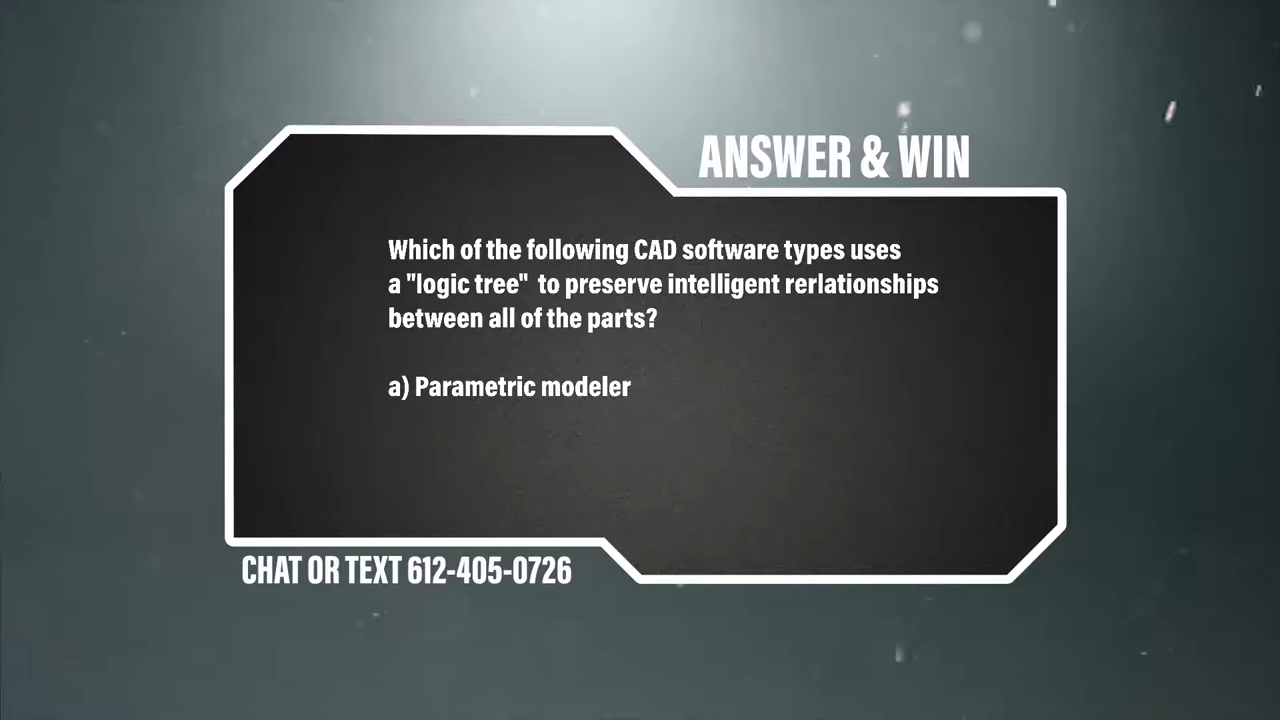 ANSWER & WIN
Which of the following CAD software types uses
a "logic tree" to preserve intelligent rerlationships
between all of the parts?
a) Parametric modeler
CHAT OR TEXT 612-405-0726